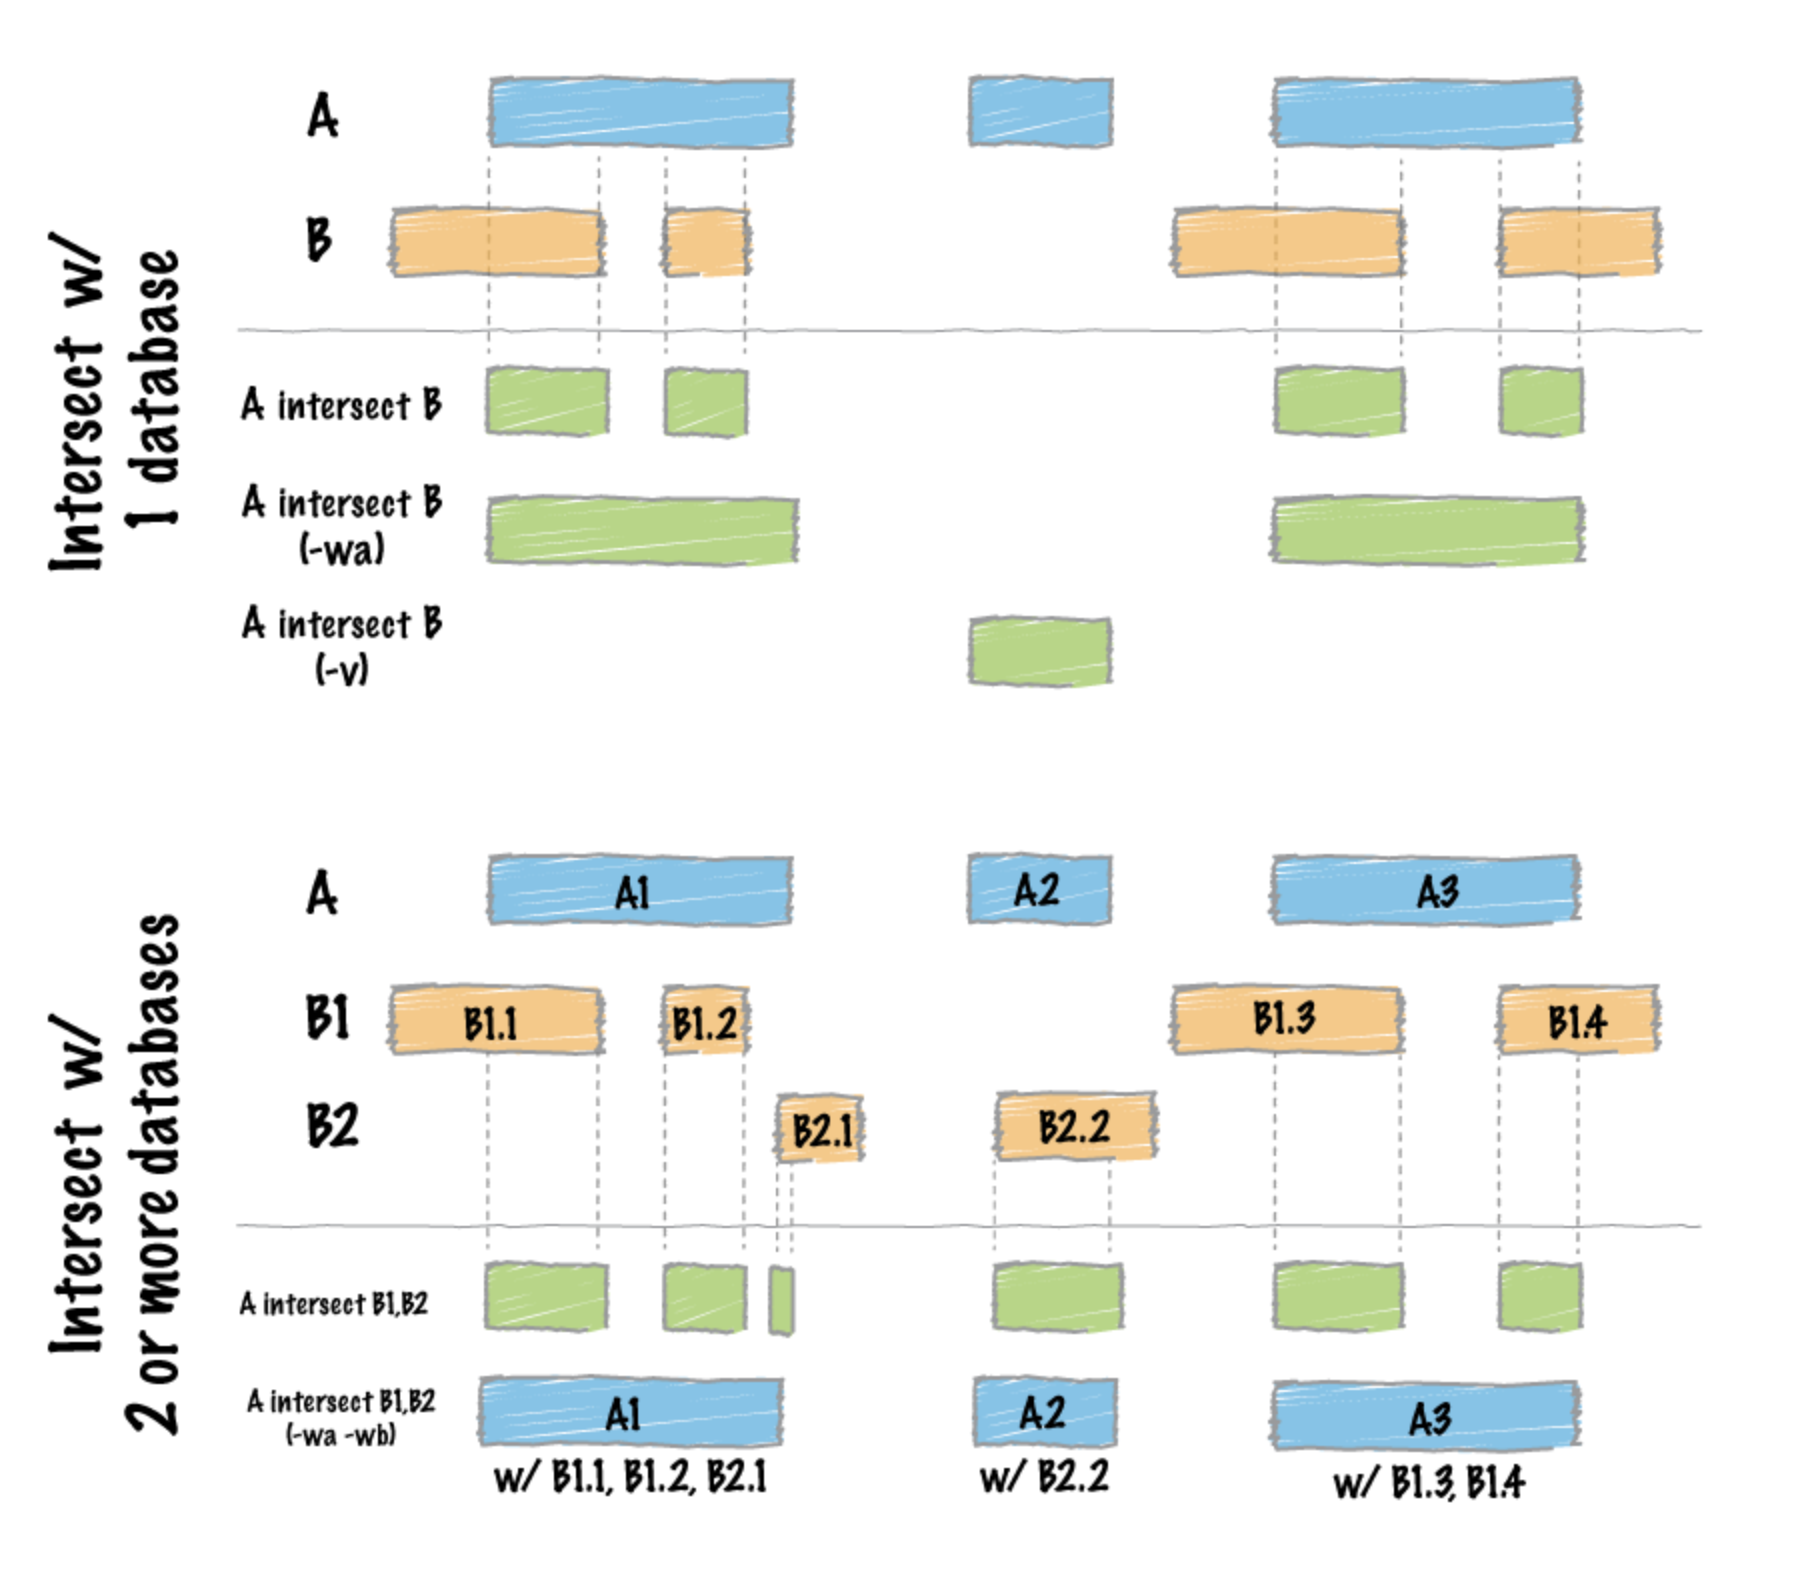 Intersect w/
1 database
A
B
A intersect B
A intersect B
(-wa)
A intersect B
(-v)
Intersect w/
2 or more databases
A
A1
A2
A3
B1
B1.1
B1.2
B1.3
B1.4
B2
B2.1
B2.2
A intersect B1,B2
A intersect B1,B2
(-wa -wb)
A1
A2
A3
w/ B1.1, B1.2, B2.1
w/ B2.2
w/ B1.3, B1.4